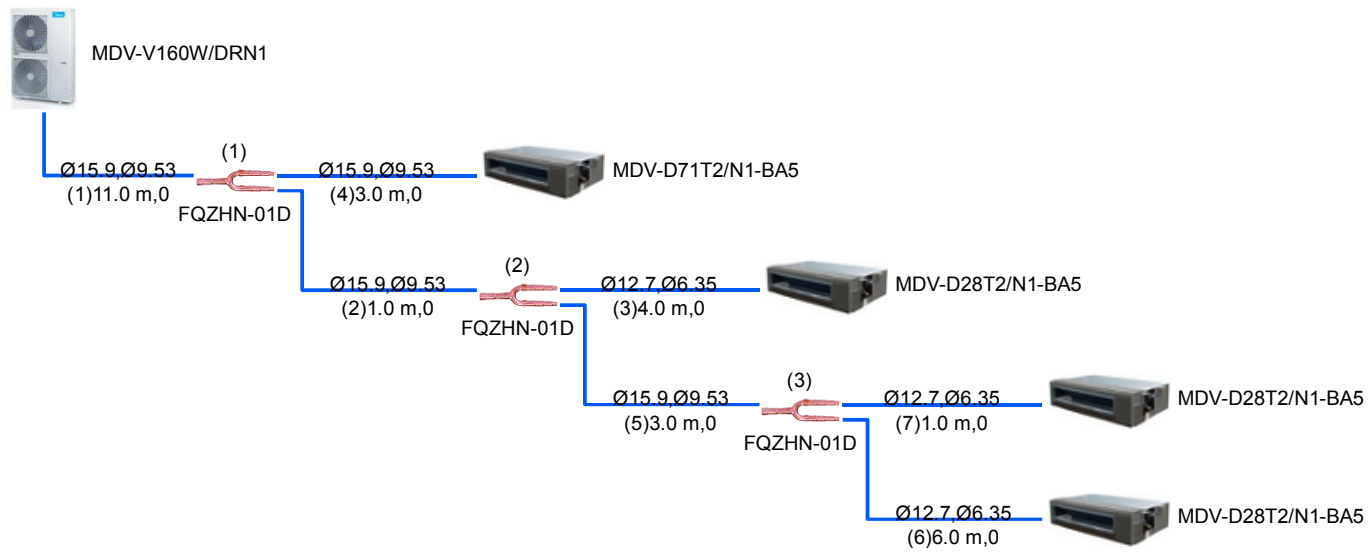 MDV-V160W/DRN1
(1)
Ø15.9,Ø9.53
(1)11.0 m,0
FQZHN-01D
Ø15.9,Ø9.53
(4)3.0 m,0
MDV-D71T2/N1-BA5
(2)
Ø15.9,Ø9.53
(2)1.0 m,0
FQZHN-01D
Ø12.7,Ø6.35
(3)4.0 m,0
MDV-D28T2/N1-BA5
(3)
Ø15.9,Ø9.53
(5)3.0 m,0
FQZHN-01D
Ø12.7,Ø6.35
(7)1.0 m,0
MDV-D28T2/N1-BA5
Ø12.7,Ø6.35
(6)6.0 m,0
MDV-D28T2/N1-BA5